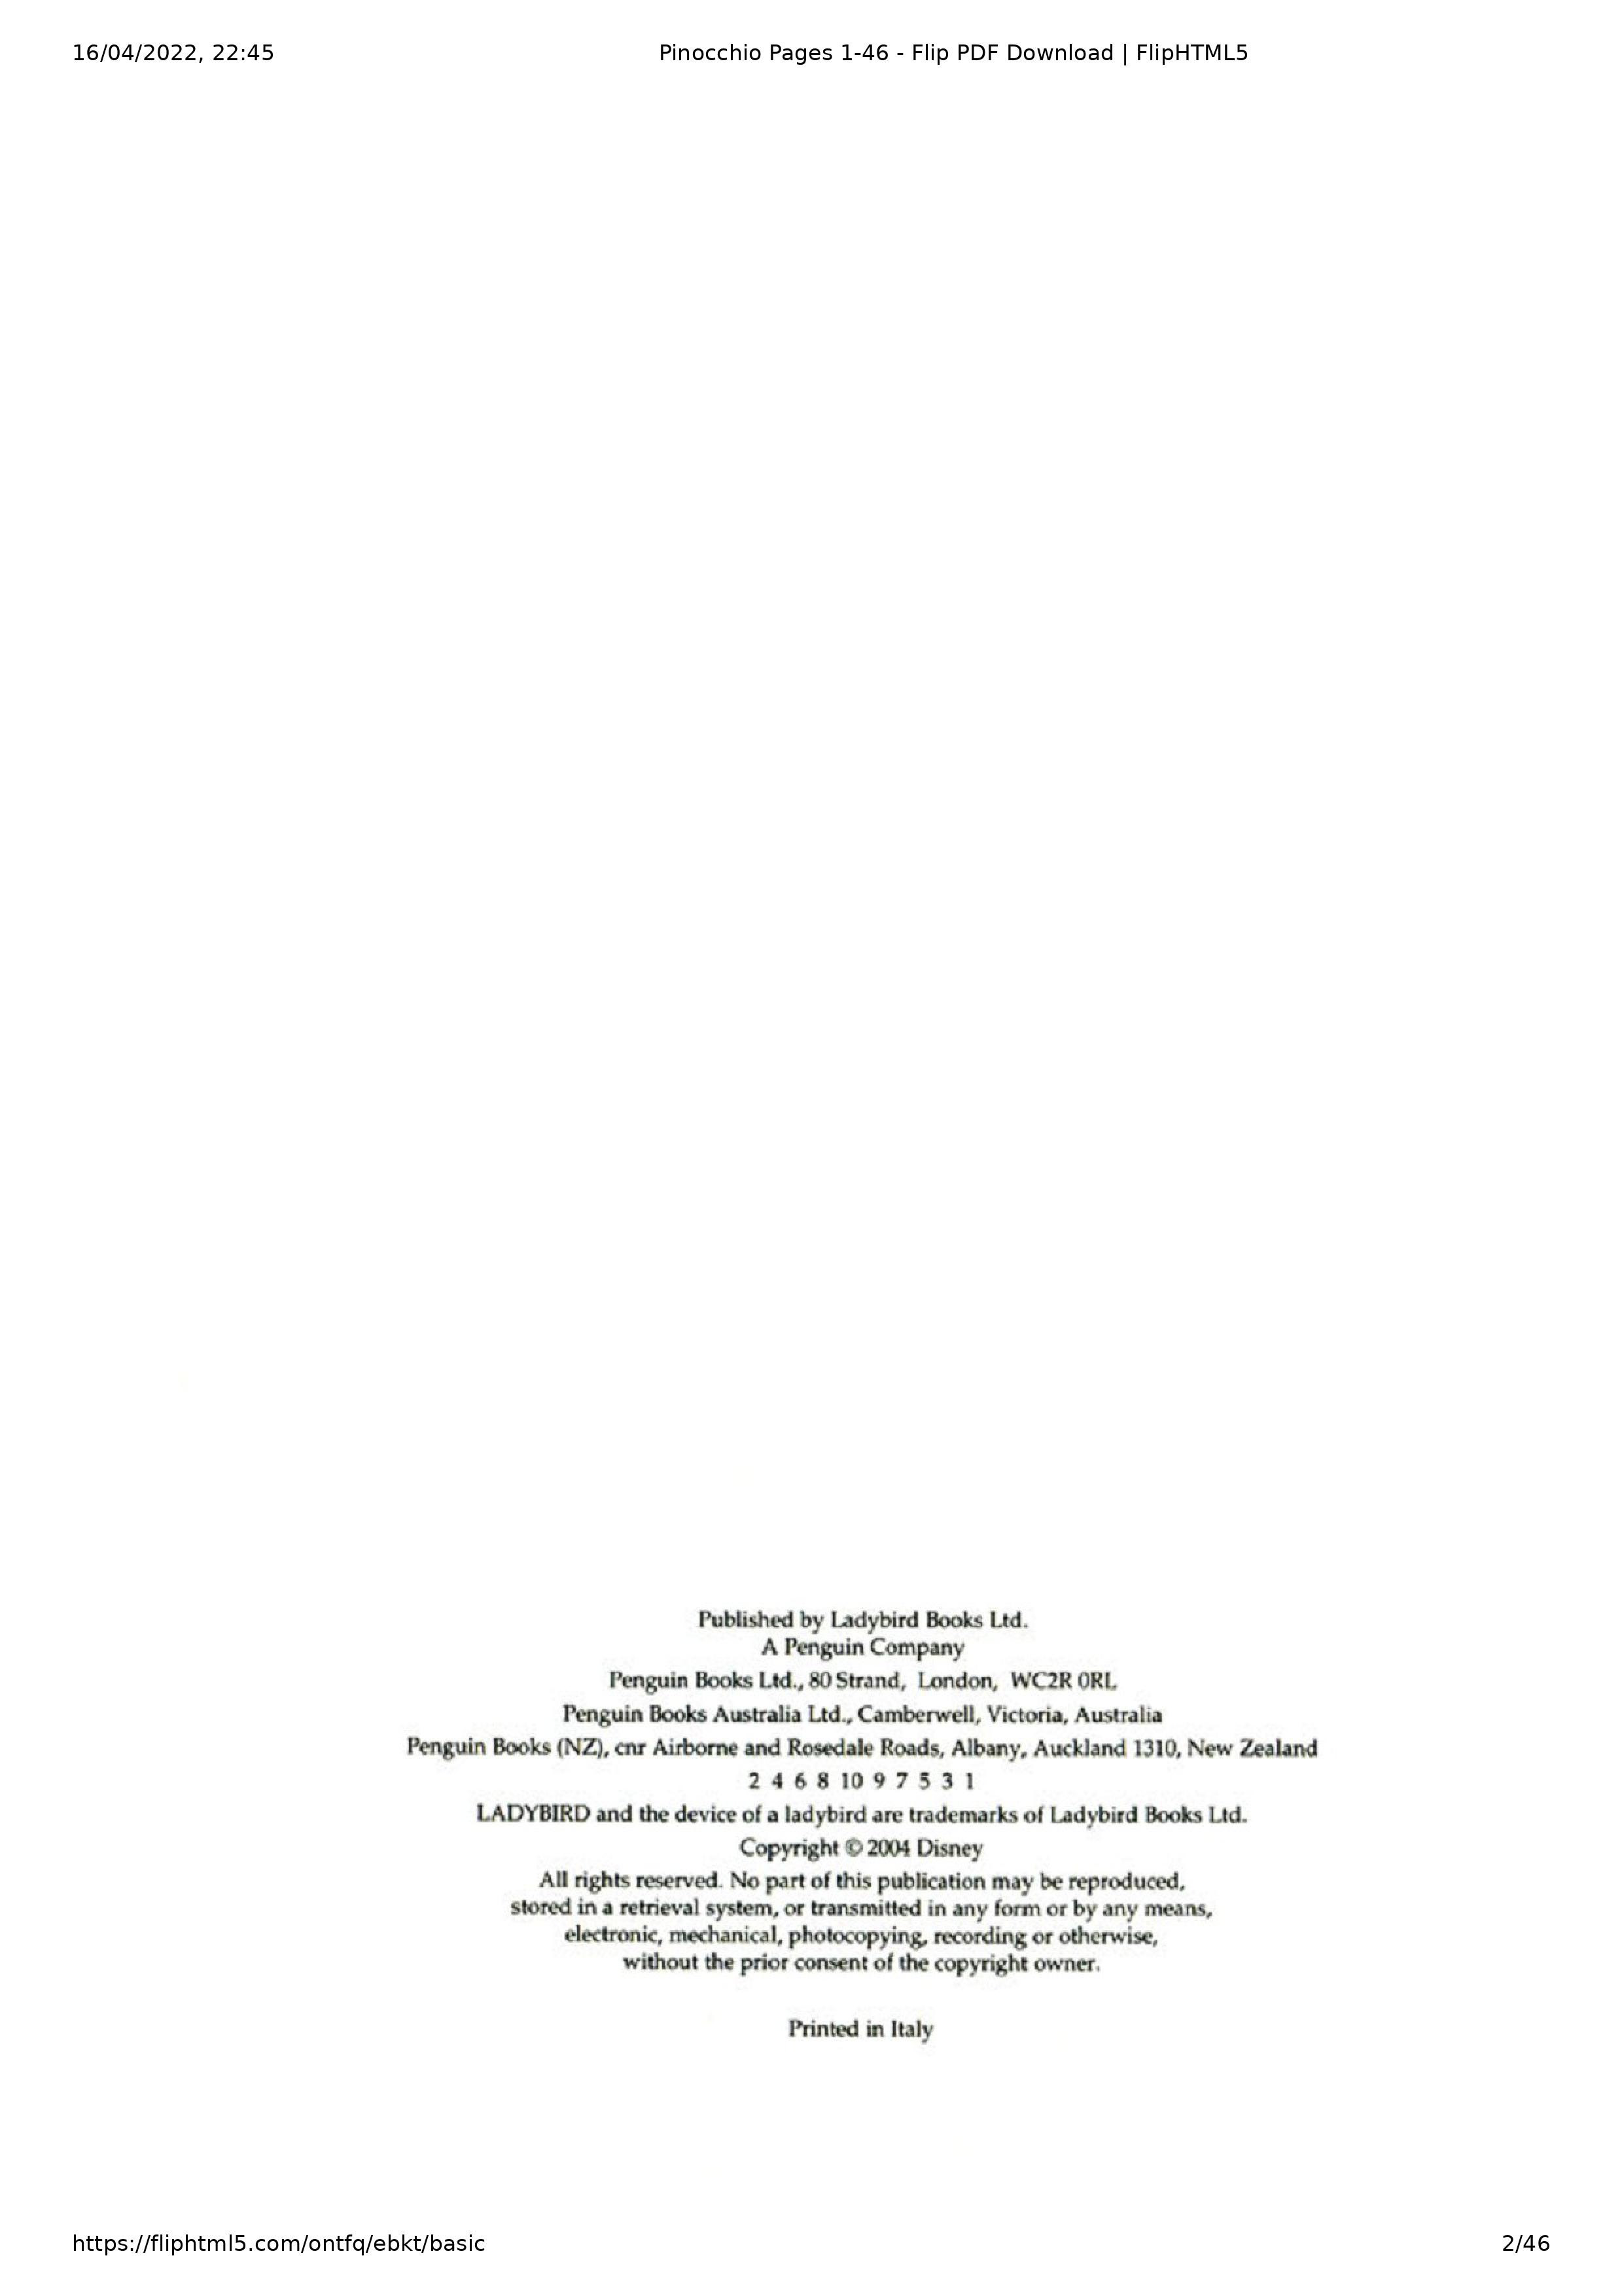 16/04/2022, 22:45 Pinocchio Pages 1-46 - Flip PDF Download | FlipHTML5
Published by Ladybird Books Ltd.
A Penguin Company
Penguin Books Ltd., 80 Strand, London, WC2R 0RL
Penguin Books Australia Ltd., Camberwell, Victoria, Australia
Penguin Books (NZ), cnr Airborne and Rosedale Roads, Albany, Auckland 1310, New Zealand
2 4 6 8 10 9 7 5 3 1
LADYBIRD and the device of a ladybird are trademarks of Ladybird Books Ltd.
Copyright © 2004 Disney
All rights reserved. No part of this publication may be reproduced,
stored in a retrieval system, or transmitted in any form or by any means,
electronic, mechanical, photocopying, recording or otherwise,
without the prior consent of the copyright owner.
Printed in Italy
https://fliphtml5.com/ontfq/ebkt/basic 2/46